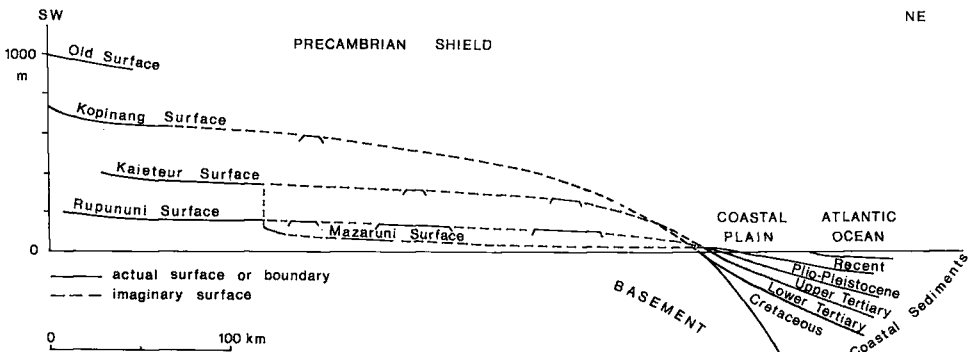 SW
NE
PRECAMBRIAN SHIELD
1000
m
Old Surface
Kopinang Surface
Kaieteur Surface
Rupununi Surface
Mazaruni Surface
COASTAL
PLAIN
ATLANTIC
OCEAN
0
Recent
Plio-Pleistocene
Upper Tertiary
Lower Tertiary
Cretaceous
Coastal Sediments
BASEMENT
actual surface or boundary
imaginary surface
0
100 km